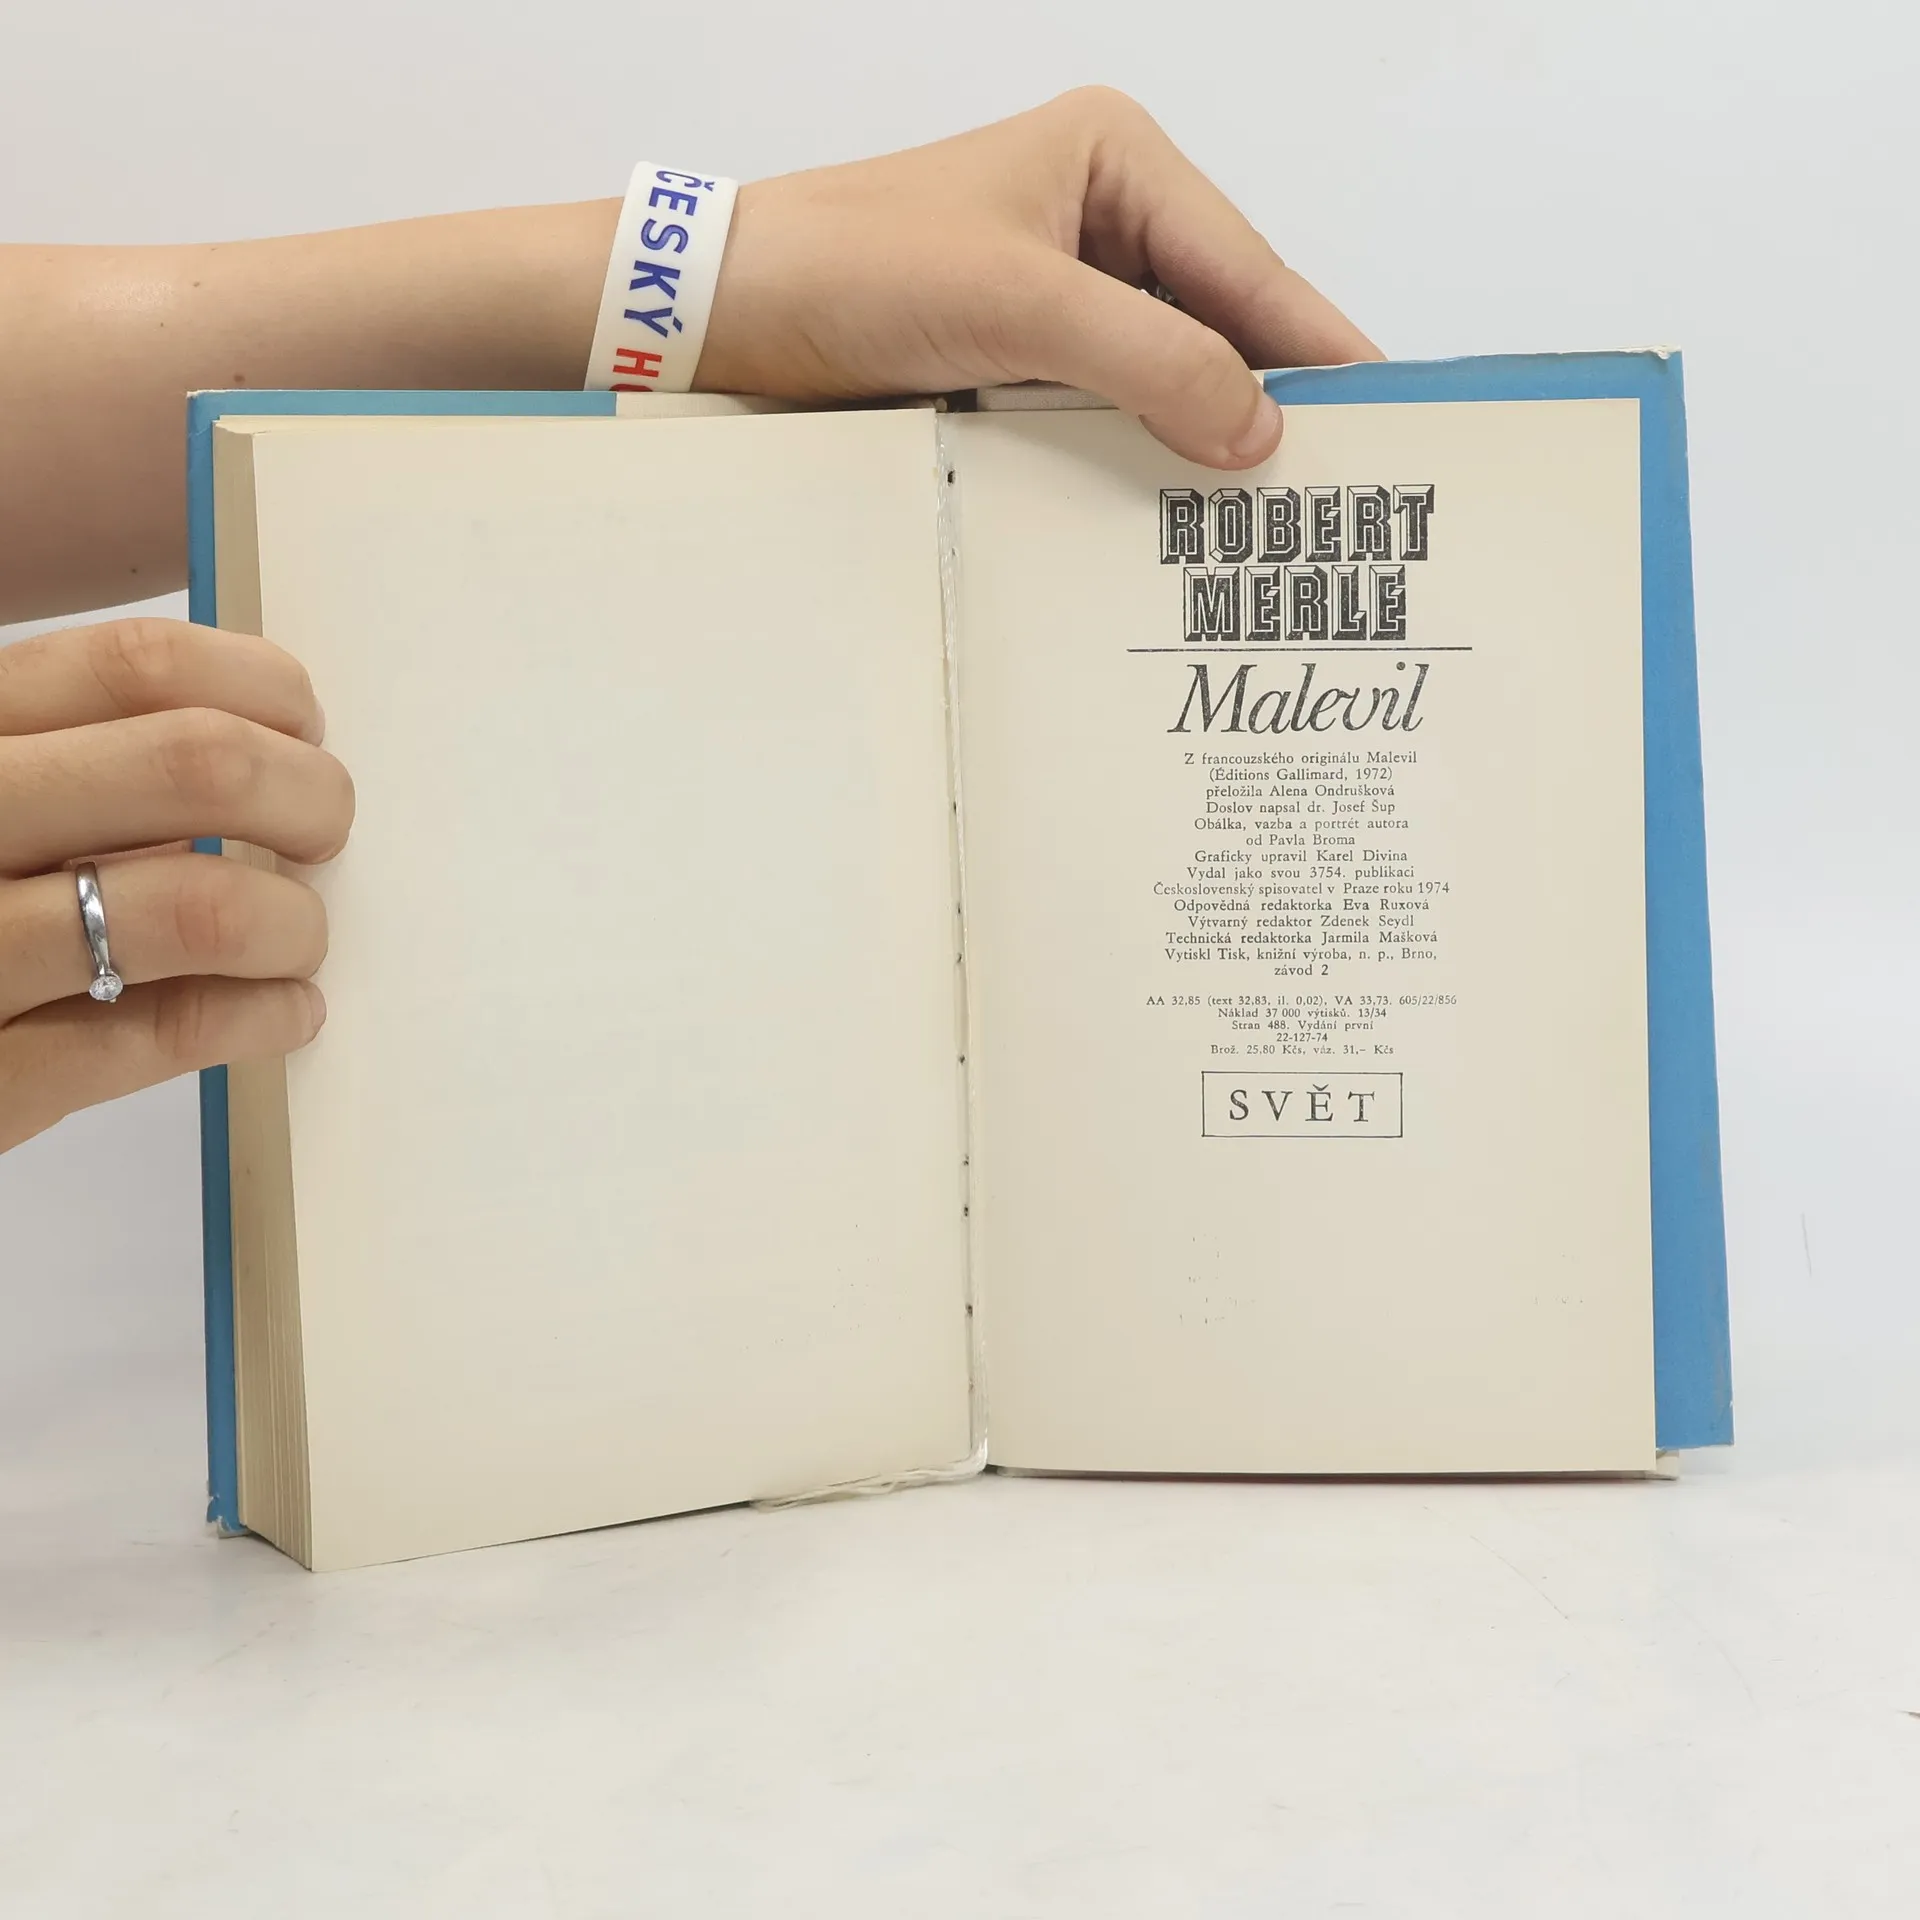 ČESKÝ
ROBERT
MERLE
Malevil
Z francouzského originálu Malevil
(Éditions Gallimard, 1972)
přeložila Alena Ondrušková
Doslov napsal dr. Josef Šup
Obálka, vazba a portrét autora
od Pavla Broma
Graficky upravil Karel Divina
Vydal jako svou 3754. publikaci
Československý spisovatel v Praze roku 1974
Odpovědná redaktorka Eva Ruxová
Výtvarný redaktor Zdenek Seydl
Technická redaktorka Jarmila Mašková
Vytiskl Tisk, knižní výroba, n. p., Brno,
závod 2
AA 32,85 (text 32,83, il. 0,02), VA 33,73. 605/22/856
Náklad 37 000 výtisků. 13/34
Stran 488. Vydání první
22-127-74
Brož. 25,80 Kčs, váz. 31,– Kčs
SVĚT